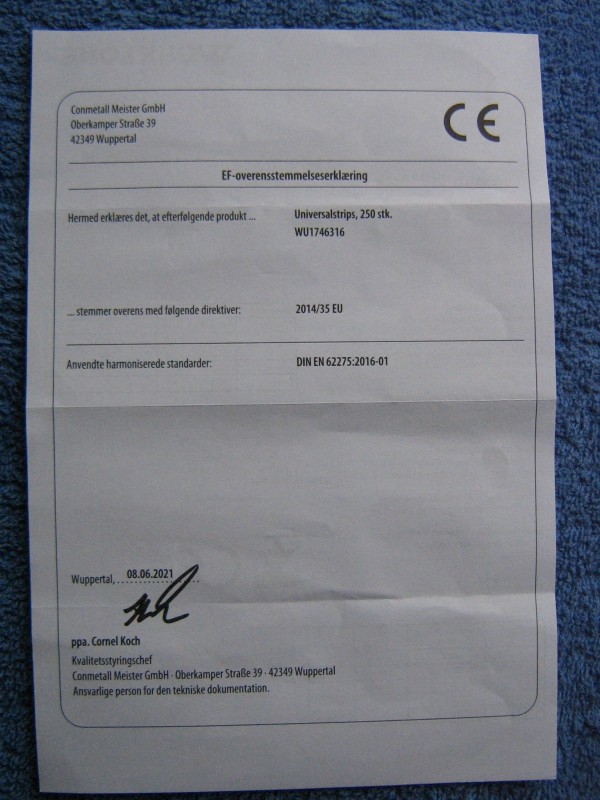 Conmetall Meister GmbH
Oberkamper Straße 39
42349 Wuppertal
CE
EF-overensstemmelseserklæring
Hermed erklæres det, at efterfølgende produkt ...
Universalstrips, 250 stk.
WU1746316
... stemmer overens med følgende direktiver:
2014/35 EU
Anvendte harmoniserede standarder:
DIN EN 62275:2016-01
Wuppertal, 08.06.2021
ppa. Cornel Koch
Kvalitetsstyringschef
Conmetall Meister GmbH · Oberkamper Straße 39 · 42349 Wuppertal
Ansvarlige person for den tekniske dokumentation.